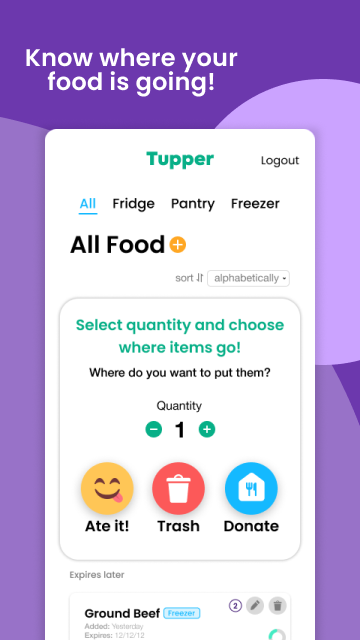 Know where your
food is going!
Tupper
Logout
All Fridge Pantry Freezer
All Food
sort alphabetically
Select quantity and choose
where items go!
Where do you want to put them?
Quantity
1
Ate it! Trash Donate
Expires later
Ground Beef Freezer 2
Added: Yesterday
Expires: 12/12/12